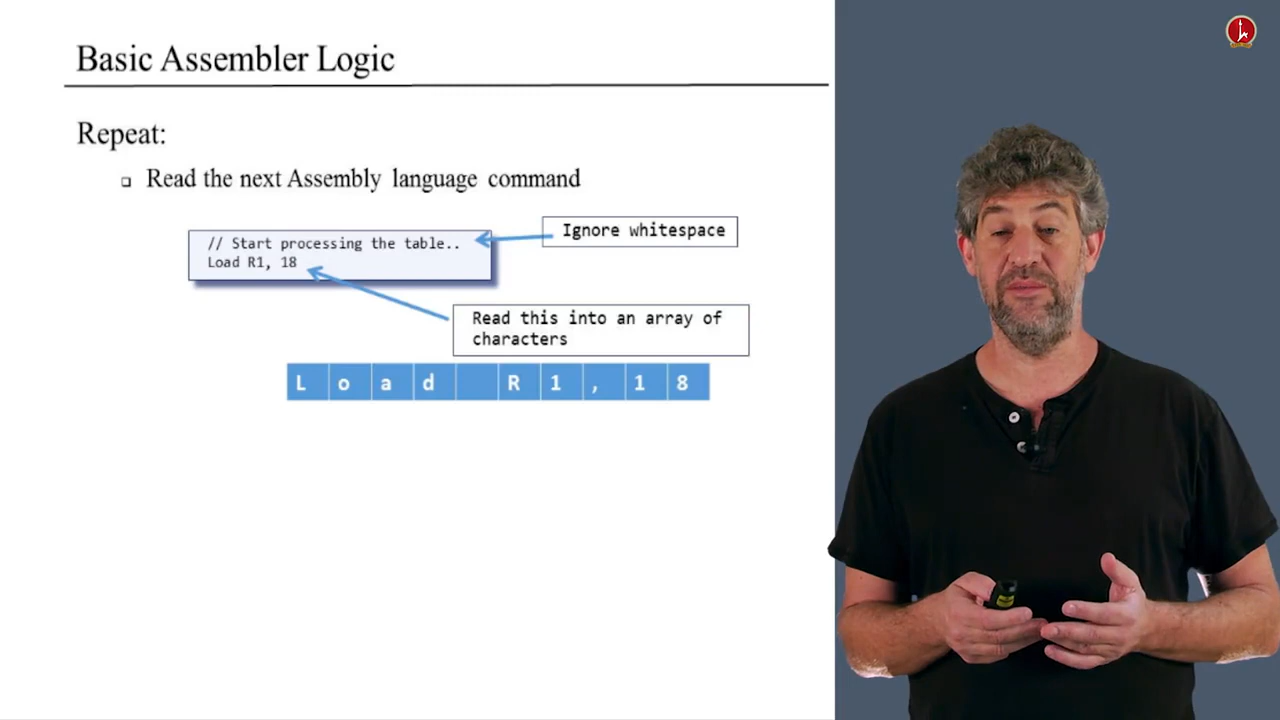 Basic Assembler Logic
Repeat:
Read the next Assembly language command
Ignore whitespace
// Start processing the table..
Load R1, 18
Read this into an array of
characters
L o a d R 1 , 1 8